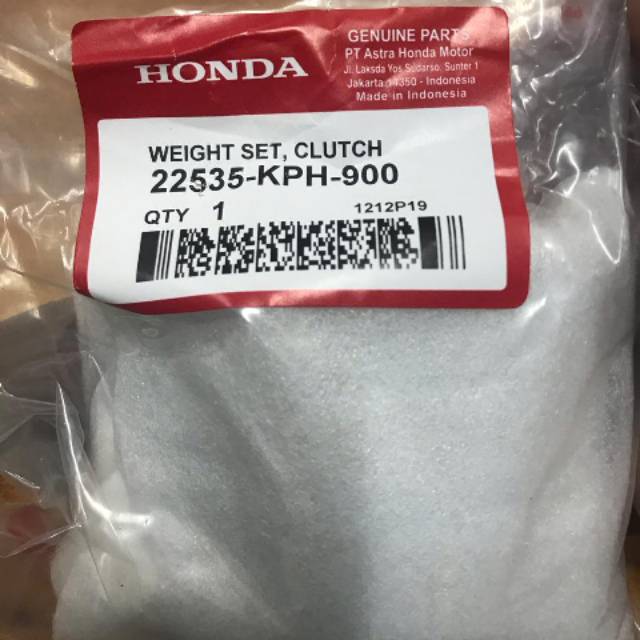 HONDA
GENUINE PARTS
PT Astra Honda Motor
Jl. Laksda Yos Sudarso, Sunter 1
Jakarta 14350 - Indonesia
Made in Indonesia
WEIGHT SET, CLUTCH
22535-KPH-900
QTY 1
1212P19